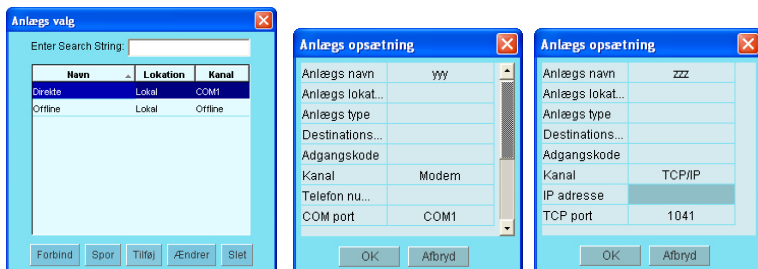 Anlægs valg
Enter Search String:
Navn Lokation Kanal
Direkte Lokal COM1
Offline Lokal Offline
Forbind Spor Tilføj Ændrer Slet
Anlægs opsætning
Anlægs navn yyy
Anlægs lokat...
Anlægs type
Destinations...
Adgangskode
Kanal Modem
Telefon nu...
COM port COM1
OK Afbryd
Anlægs opsætning
Anlægs navn zzz
Anlægs lokat...
Anlægs type
Destinations...
Adgangskode
Kanal TCP/IP
IP adresse
TCP port 1041
OK Afbryd